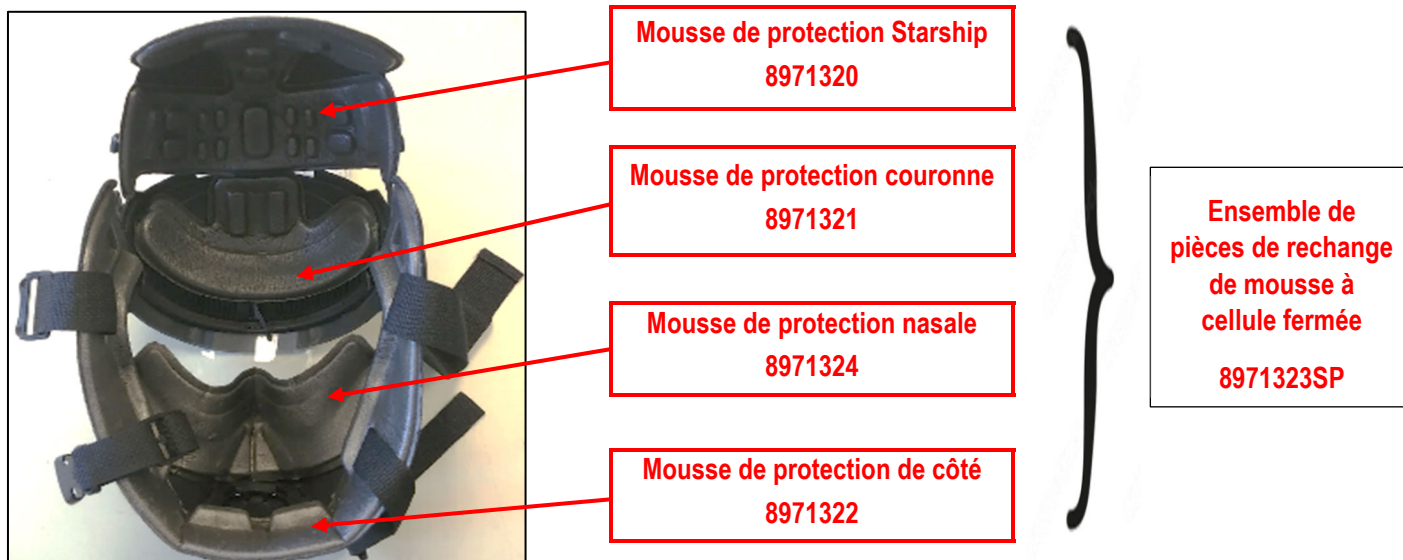 Mousse de protection Starship
8971320
Mousse de protection couronne
8971321
Mousse de protection nasale
8971324
Mousse de protection de côté
8971322
Ensemble de
pièces de rechange
de mousse à
cellule fermée
8971323SP